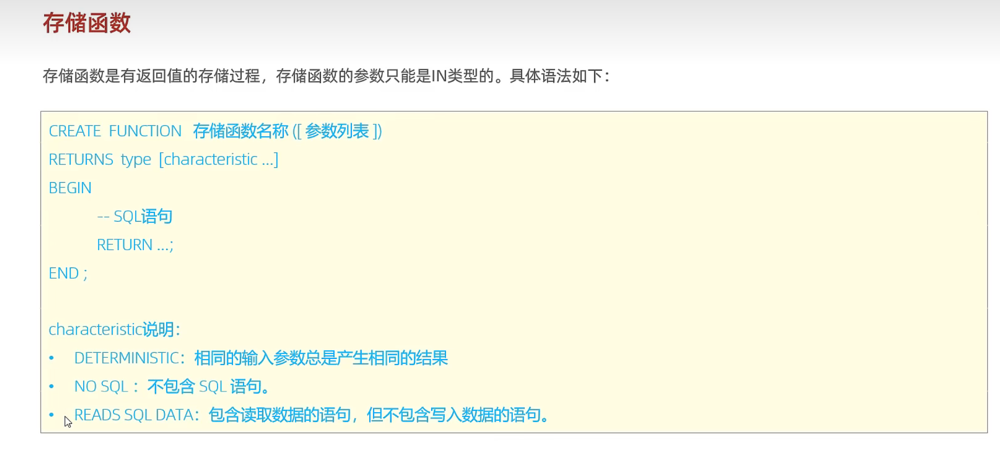 存储函数
存储函数是有返回值的存储过程，存储函数的参数只能是IN类型的。具体语法如下：
CREATE FUNCTION 存储函数名称 ([ 参数列表 ])
RETURNS type [characteristic ...]
BEGIN
-- SQL语句
RETURN ...;
END ;
characteristic说明：
• DETERMINISTIC：相同的输入参数总是产生相同的结果
• NO SQL ：不包含 SQL 语句。
• READS SQL DATA：包含读取数据的语句，但不包含写入数据的语句。